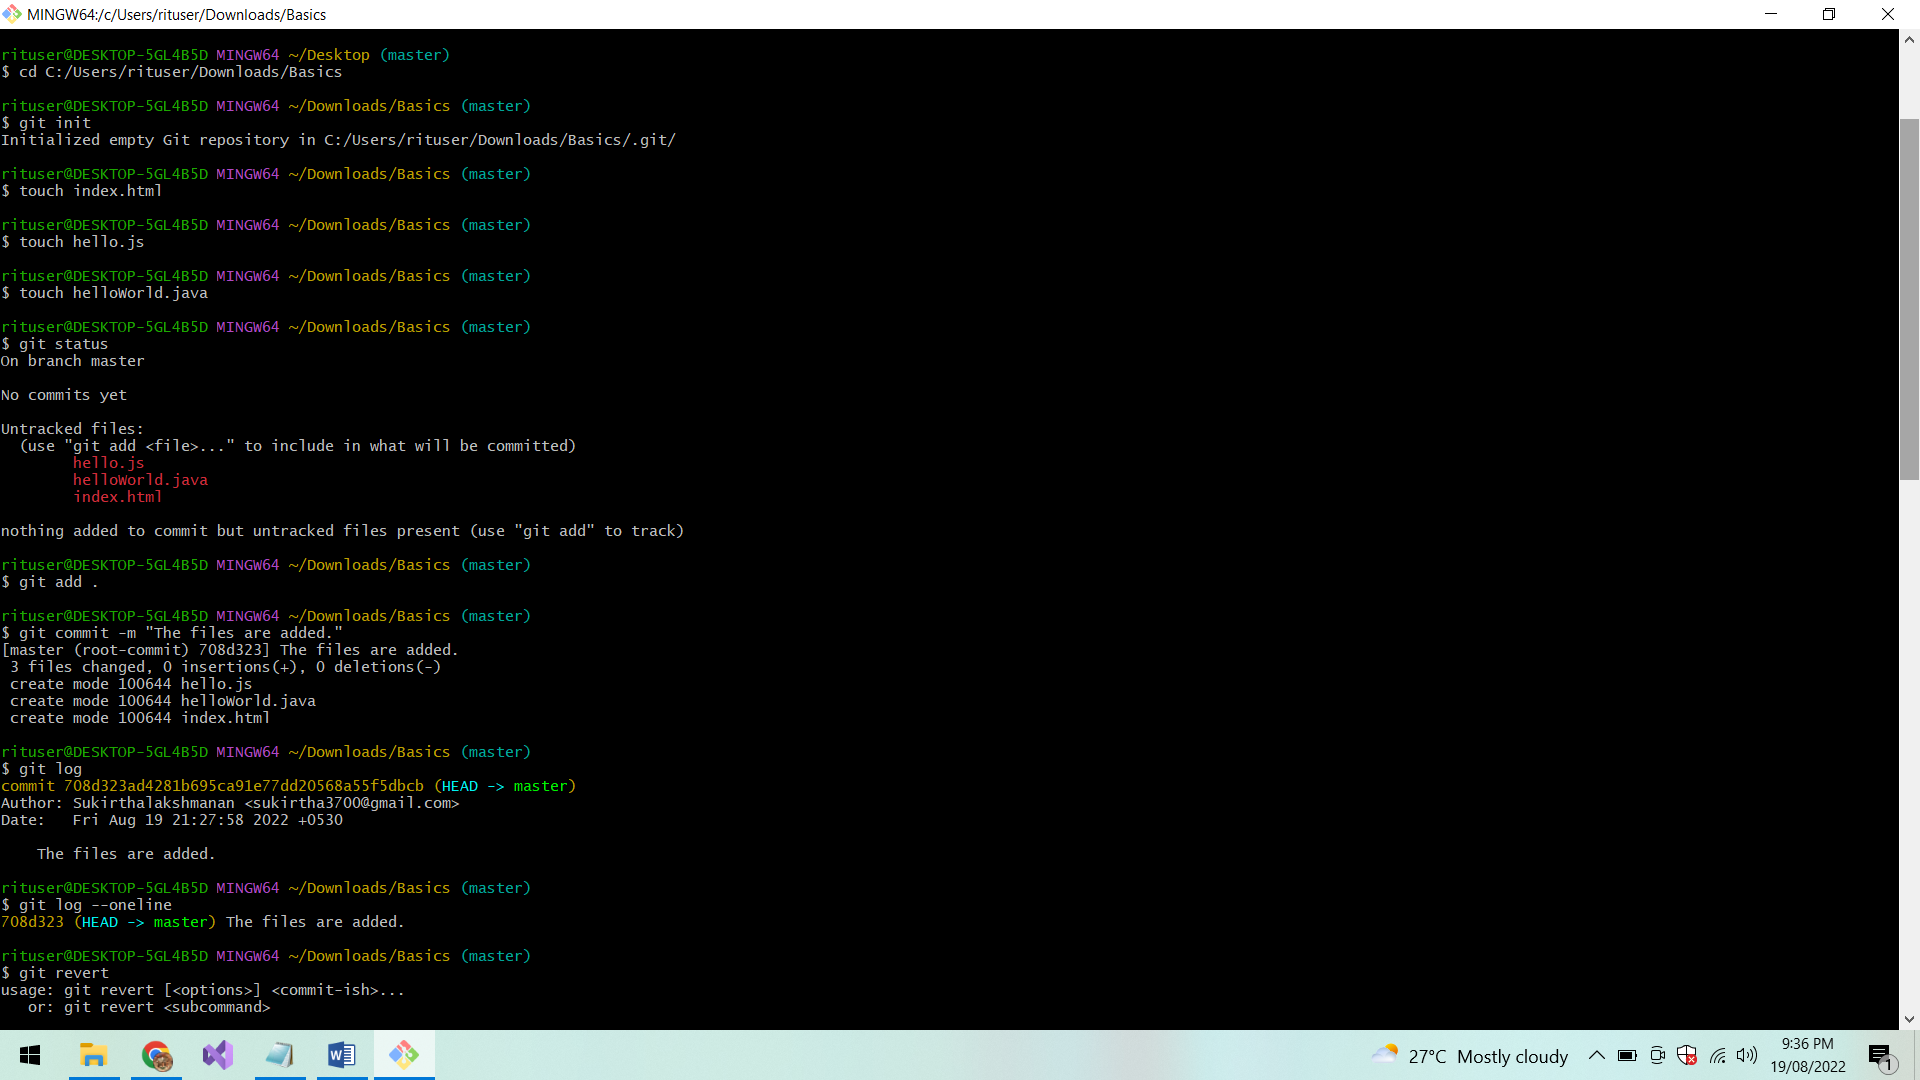 MINGW64:/c/Users/rituser/Downloads/Basics
rituser@DESKTOP-5GL4B5D MINGW64 ~/Desktop (master)
$ cd C:/Users/rituser/Downloads/Basics
rituser@DESKTOP-5GL4B5D MINGW64 ~/Downloads/Basics (master)
$ git init
Initialized empty Git repository in C:/Users/rituser/Downloads/Basics/.git/
rituser@DESKTOP-5GL4B5D MINGW64 ~/Downloads/Basics (master)
$ touch index.html
rituser@DESKTOP-5GL4B5D MINGW64 ~/Downloads/Basics (master)
$ touch hello.js
rituser@DESKTOP-5GL4B5D MINGW64 ~/Downloads/Basics (master)
$ touch helloWorld.java
rituser@DESKTOP-5GL4B5D MINGW64 ~/Downloads/Basics (master)
$ git status
On branch master
No commits yet
Untracked files:
  (use "git add <file>..." to include in what will be committed)
        hello.js
        helloWorld.java
        index.html
nothing added to commit but untracked files present (use "git add" to track)
rituser@DESKTOP-5GL4B5D MINGW64 ~/Downloads/Basics (master)
$ git add .
rituser@DESKTOP-5GL4B5D MINGW64 ~/Downloads/Basics (master)
$ git commit -m "The files are added."
[master (root-commit) 708d323] The files are added.
 3 files changed, 0 insertions(+), 0 deletions(-)
 create mode 100644 hello.js
 create mode 100644 helloWorld.java
 create mode 100644 index.html
rituser@DESKTOP-5GL4B5D MINGW64 ~/Downloads/Basics (master)
$ git log
commit 708d323ad4281b695ca91e77dd20568a55f5dbcb (HEAD -> master)
Author: Sukirthalakshmanan <sukirtha3700@gmail.com>
Date:   Fri Aug 19 21:27:58 2022 +0530
    The files are added.
rituser@DESKTOP-5GL4B5D MINGW64 ~/Downloads/Basics (master)
$ git log --oneline
708d323 (HEAD -> master) The files are added.
rituser@DESKTOP-5GL4B5D MINGW64 ~/Downloads/Basics (master)
$ git revert
usage: git revert [<options>] <commit-ish>...
   or: git revert <subcommand>
27°C Mostly cloudy
9:36 PM
19/08/2022
1